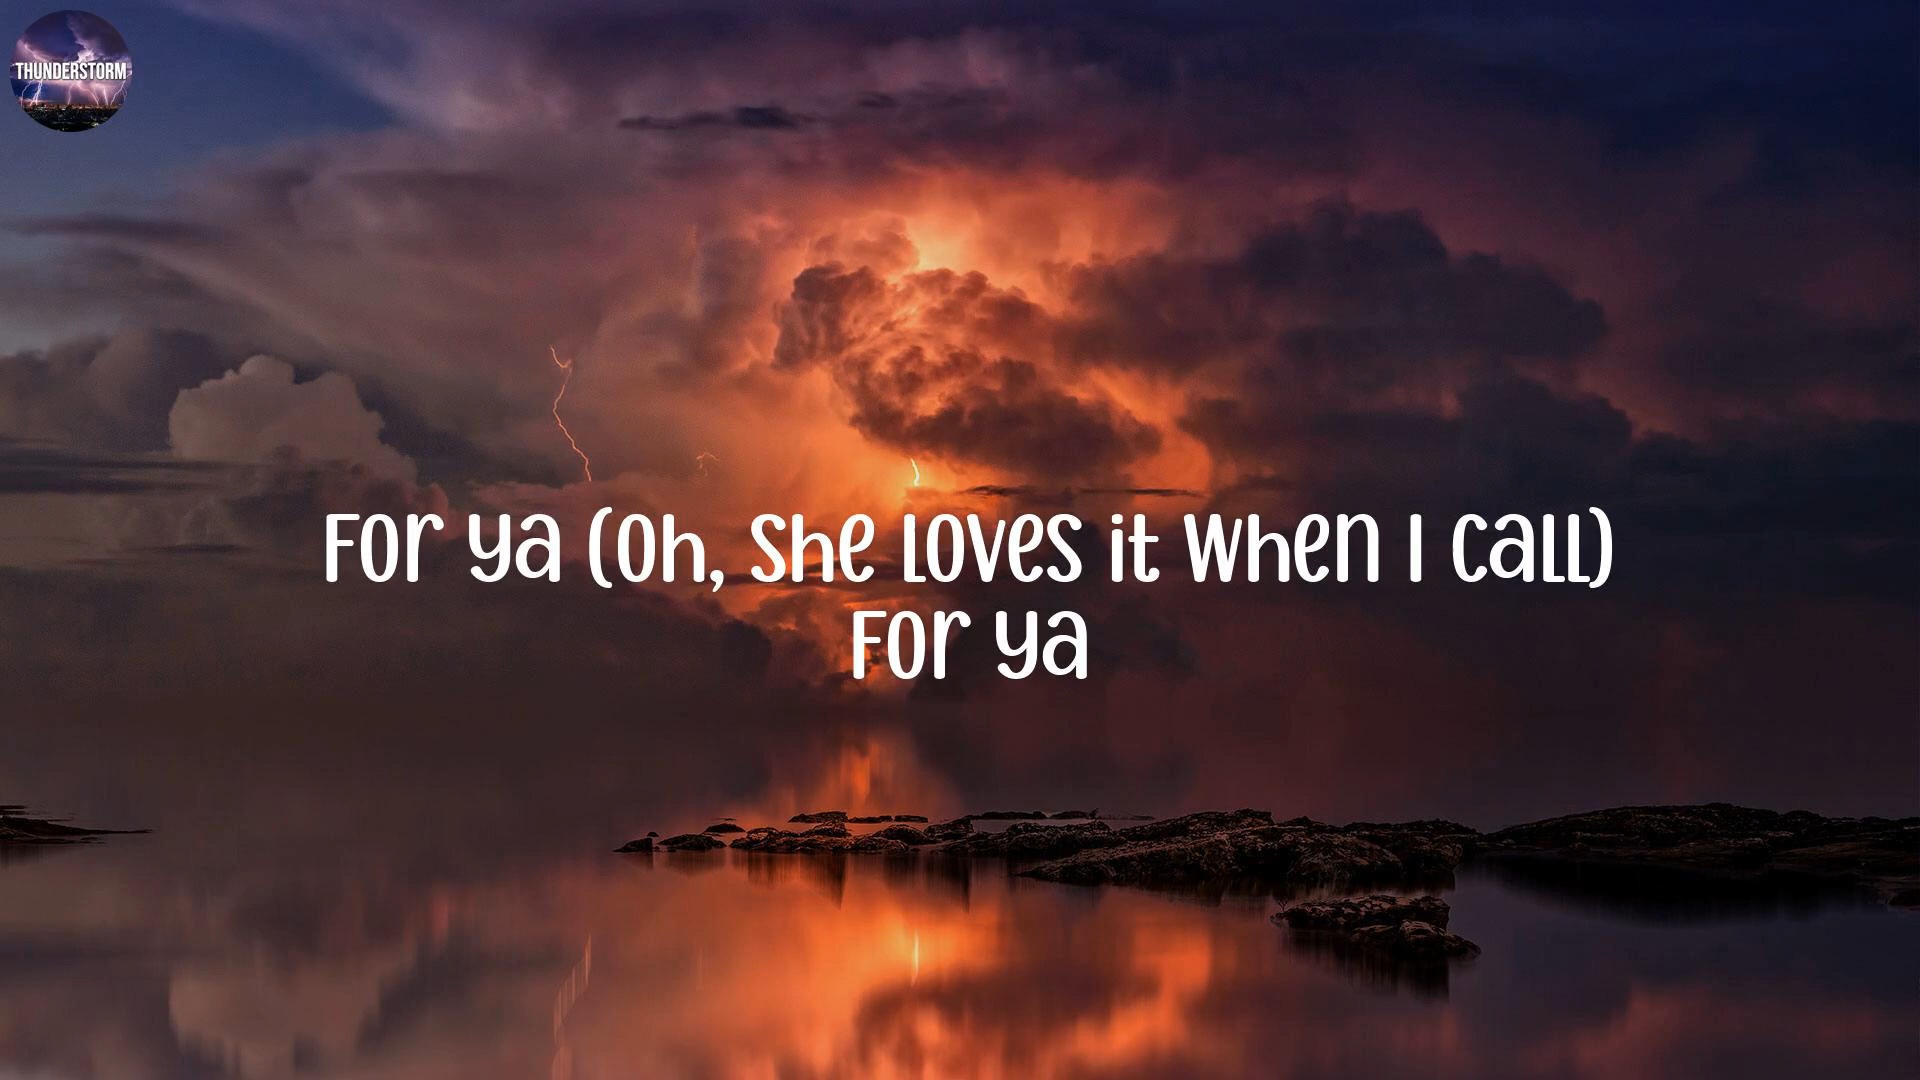 THUNDERSTORM
For ya (Oh, she loves it when I call)
For ya